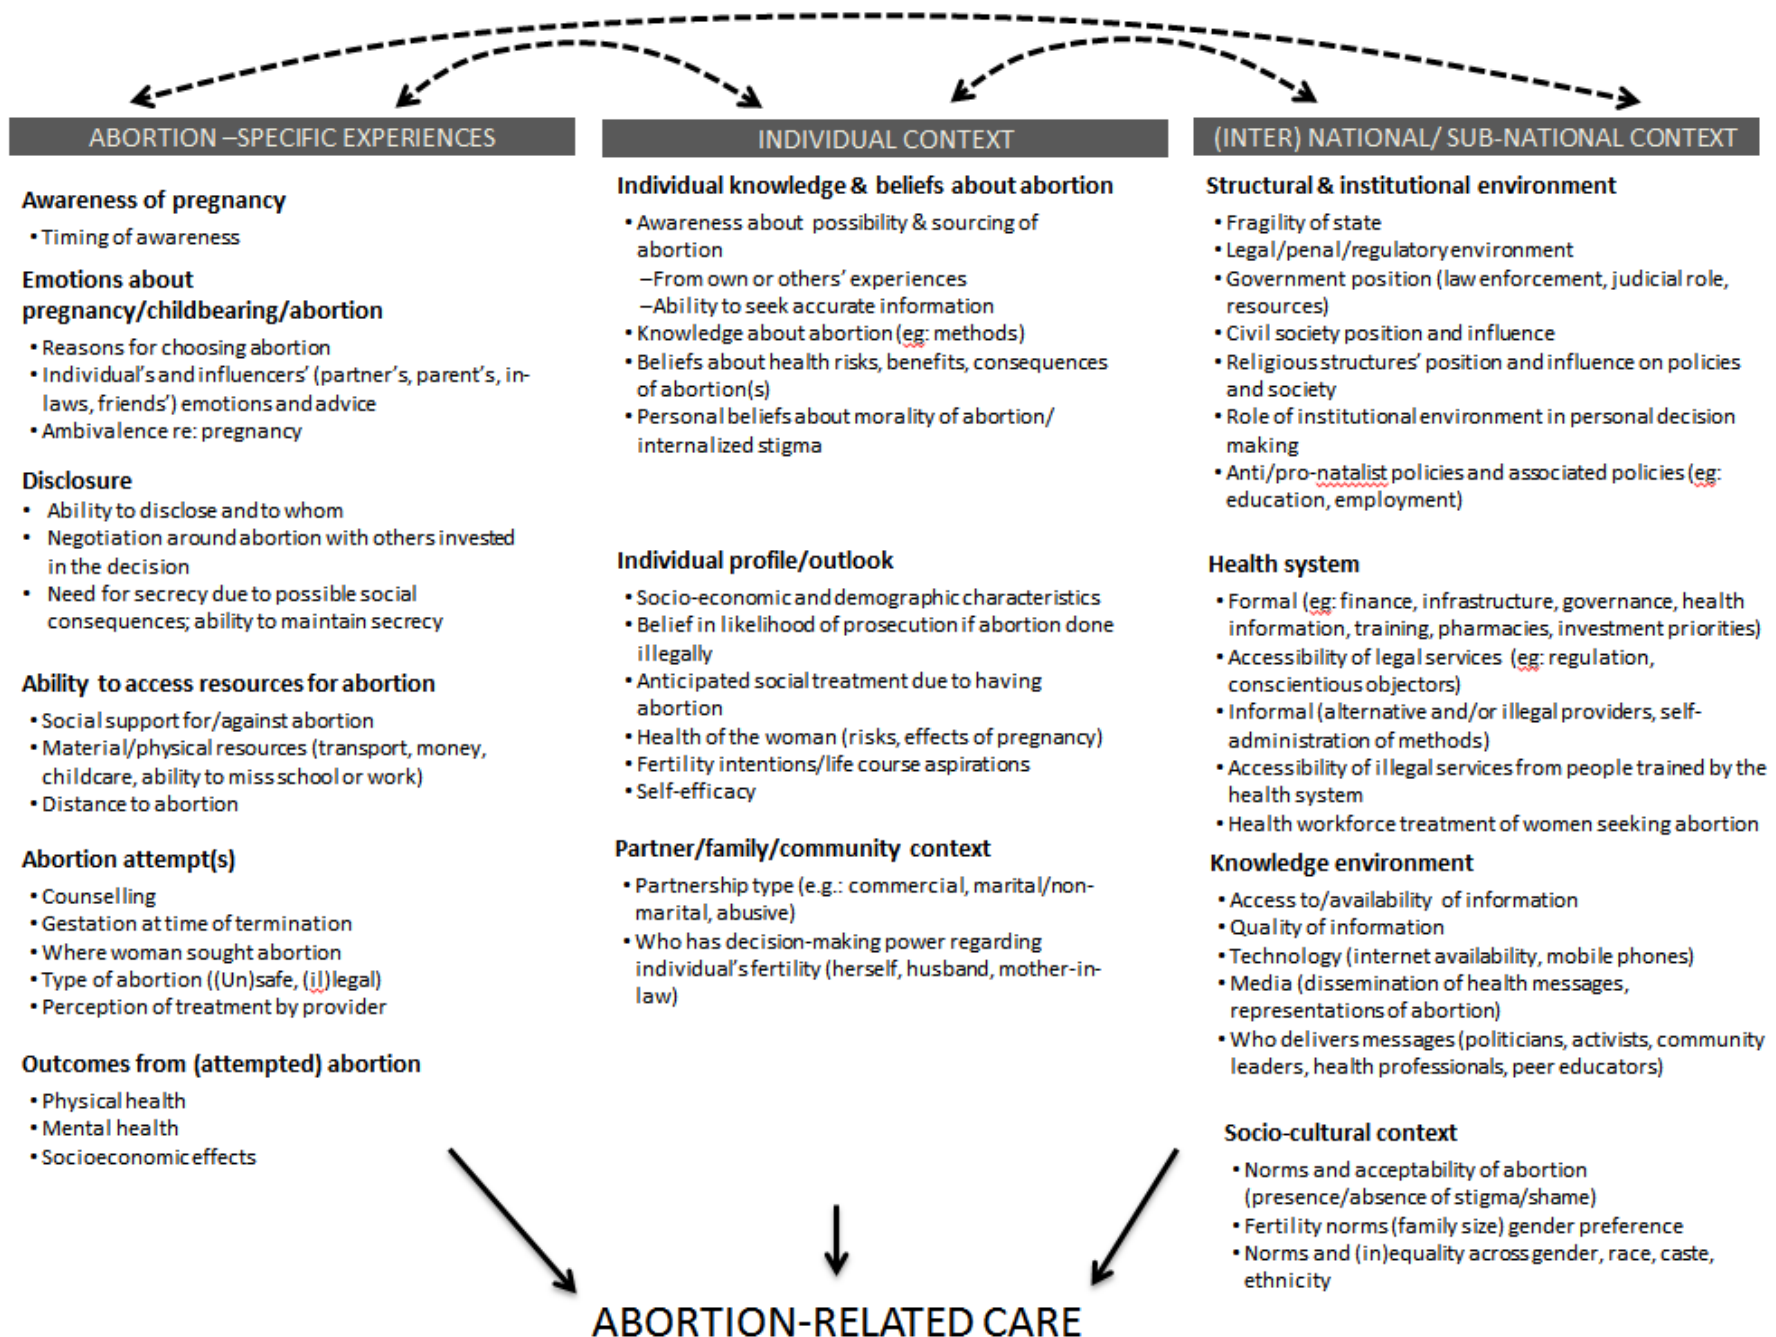 ABORTION –SPECIFIC EXPERIENCES
Awareness of pregnancy
• Timing of awareness
Emotions about
pregnancy/childbearing/abortion
• Reasons for choosing abortion
• Individual's and influencers' (partner's, parent's, in-
laws, friends') emotions and advice
• Ambivalence re: pregnancy
Disclosure
• Ability to disclose and to whom
• Negotiation around abortion with others invested
in the decision
• Need for secrecy due to possible social
consequences; ability to maintain secrecy
Ability to access resources for abortion
• Social support for/against abortion
• Material/physical resources (transport, money,
childcare, ability to miss school or work)
• Distance to abortion
Abortion attempt(s)
• Counselling
• Gestation at time of termination
• Where woman sought abortion
• Type of abortion ((Un)safe, (il)legal)
• Perception of treatment by provider
Outcomes from (attempted) abortion
• Physical health
• Mental health
• Socioeconomic effects
INDIVIDUAL CONTEXT
Individual knowledge & beliefs about abortion
• Awareness about possibility & sourcing of
abortion
–From own or others' experiences
–Ability to seek accurate information
• Knowledge about abortion (eg: methods)
• Beliefs about health risks, benefits, consequences
of abortion(s)
• Personal beliefs about morality of abortion/
internalized stigma
Individual profile/outlook
• Socio-economic and demographic characteristics
• Belief in likelihood of prosecution if abortion done
illegally
• Anticipated social treatment due to having
abortion
• Health of the woman (risks, effects of pregnancy)
• Fertility intentions/life course aspirations
• Self-efficacy
Partner/family/community context
• Partnership type (e.g.: commercial, marital/non-
marital, abusive)
• Who has decision-making power regarding
individual's fertility (herself, husband, mother-in-
law)
(INTER) NATIONAL/ SUB-NATIONAL CONTEXT
Structural & institutional environment
• Fragility of state
• Legal/penal/regulatory environment
• Government position (law enforcement, judicial role,
resources)
• Civil society position and influence
• Religious structures' position and influence on policies
and society
• Role of institutional environment in personal decision
making
• Anti/pro-natalist policies and associated policies (eg:
education, employment)
Health system
• Formal (eg: finance, infrastructure, governance, health
information, training, pharmacies, investment priorities)
• Accessibility of legal services (eg: regulation,
conscientious objectors)
• Informal (alternative and/or illegal providers, self-
administration of methods)
• Accessibility of illegal services from people trained by the
health system
• Health workforce treatment of women seeking abortion
Knowledge environment
• Access to/availability of information
• Quality of information
• Technology (internet availability, mobile phones)
• Media (dissemination of health messages,
representations of abortion)
• Who delivers messages (politicians, activists, community
leaders, health professionals, peer educators)
Socio-cultural context
• Norms and acceptability of abortion
(presence/absence of stigma/shame)
• Fertility norms (family size) gender preference
• Norms and (in)equality across gender, race, caste,
ethnicity
ABORTION-RELATED CARE